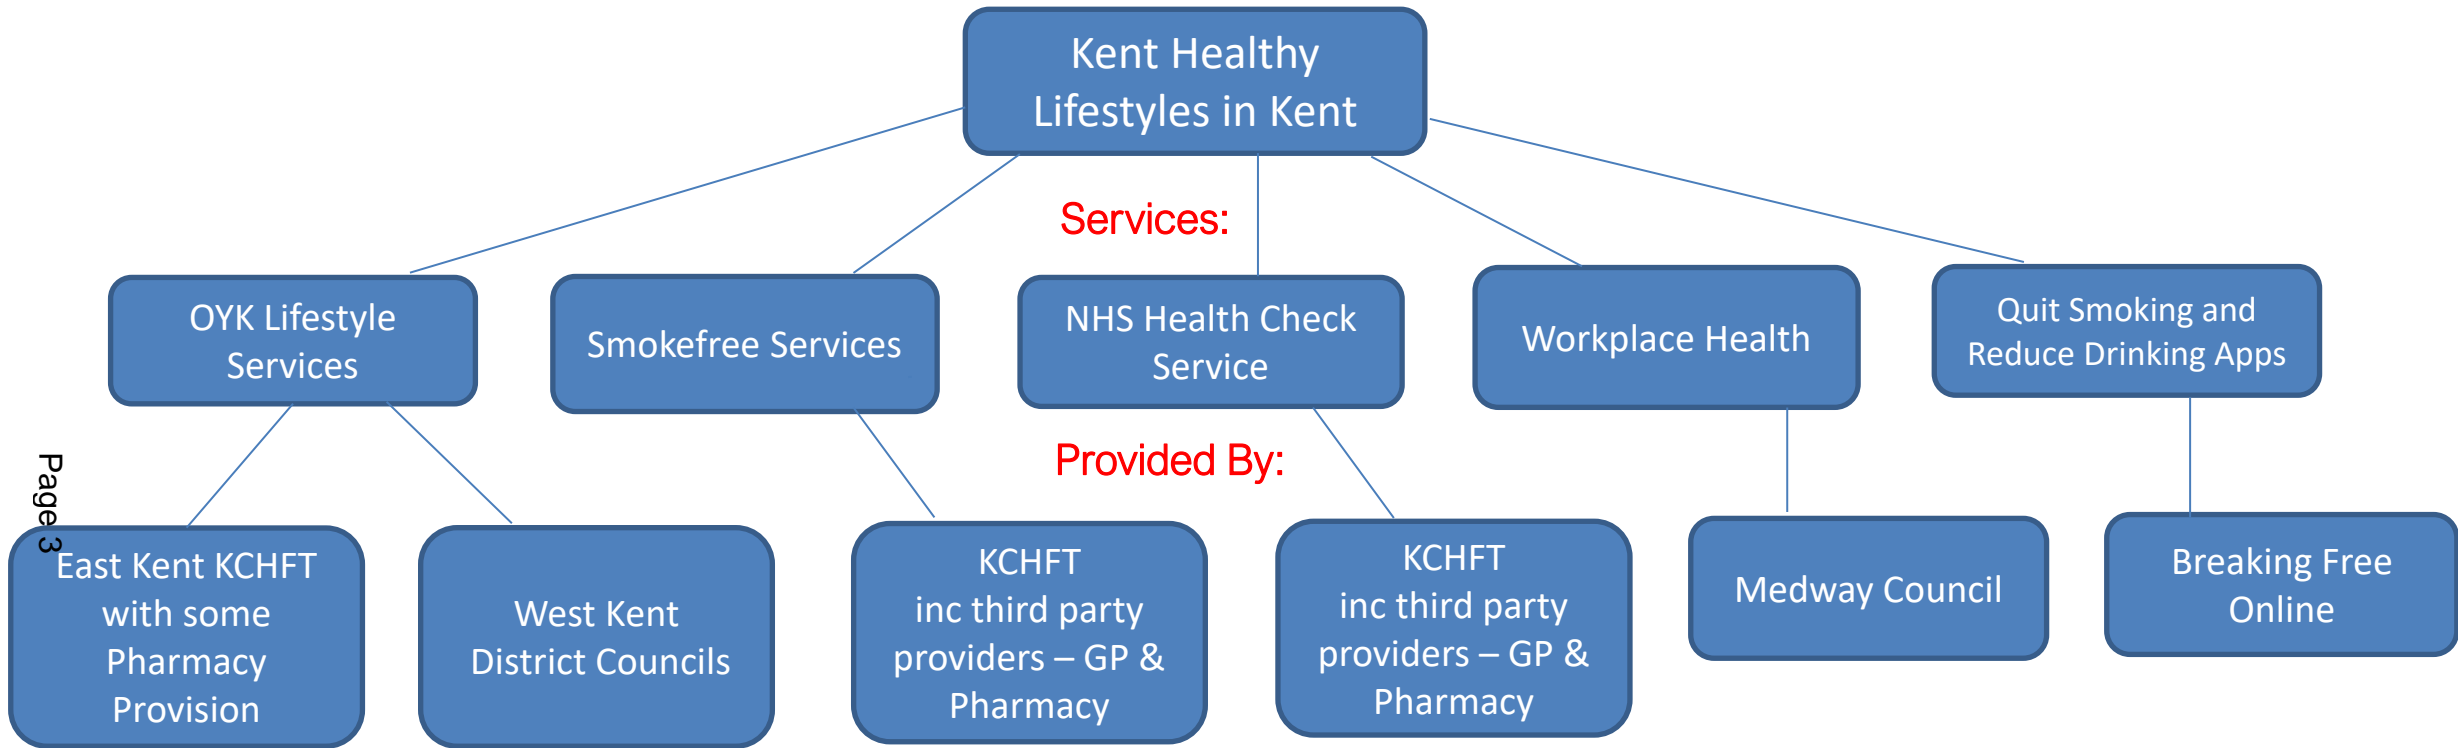 Kent Healthy
Lifestyles in Kent
Services:
OYK Lifestyle
Services
Smokefree Services
NHS Health Check
Service
Workplace Health
Quit Smoking and
Reduce Drinking Apps
Provided By:
Page 3
East Kent KCHFT
with some
Pharmacy
Provision
West Kent
District Councils
KCHFT
inc third party
providers – GP &
Pharmacy
KCHFT
inc third party
providers – GP &
Pharmacy
Medway Council
Breaking Free
Online